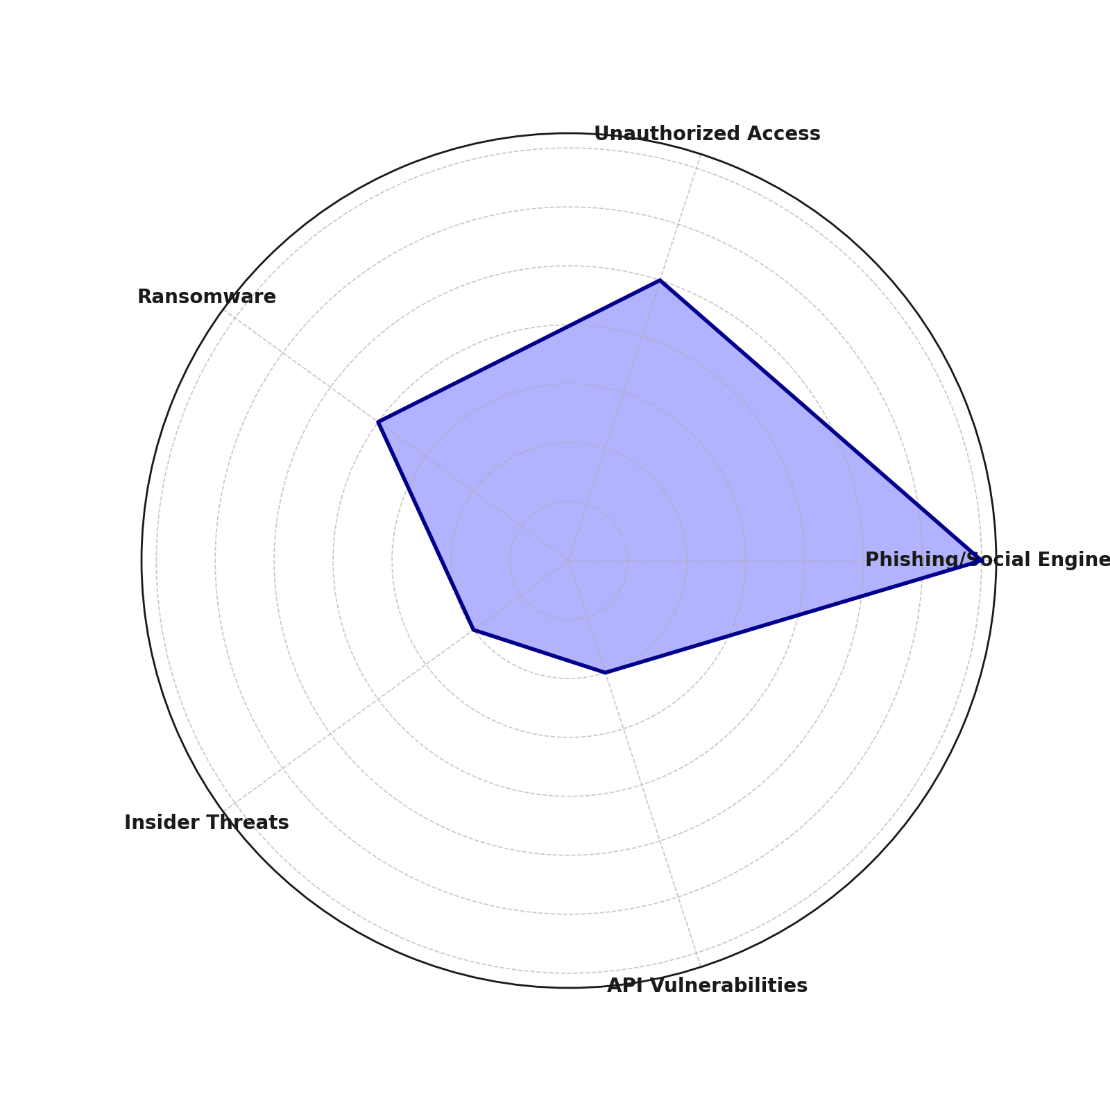 Unauthorized Access
Ransomware
Phishing/Social Engine
Insider Threats
API Vulnerabilities